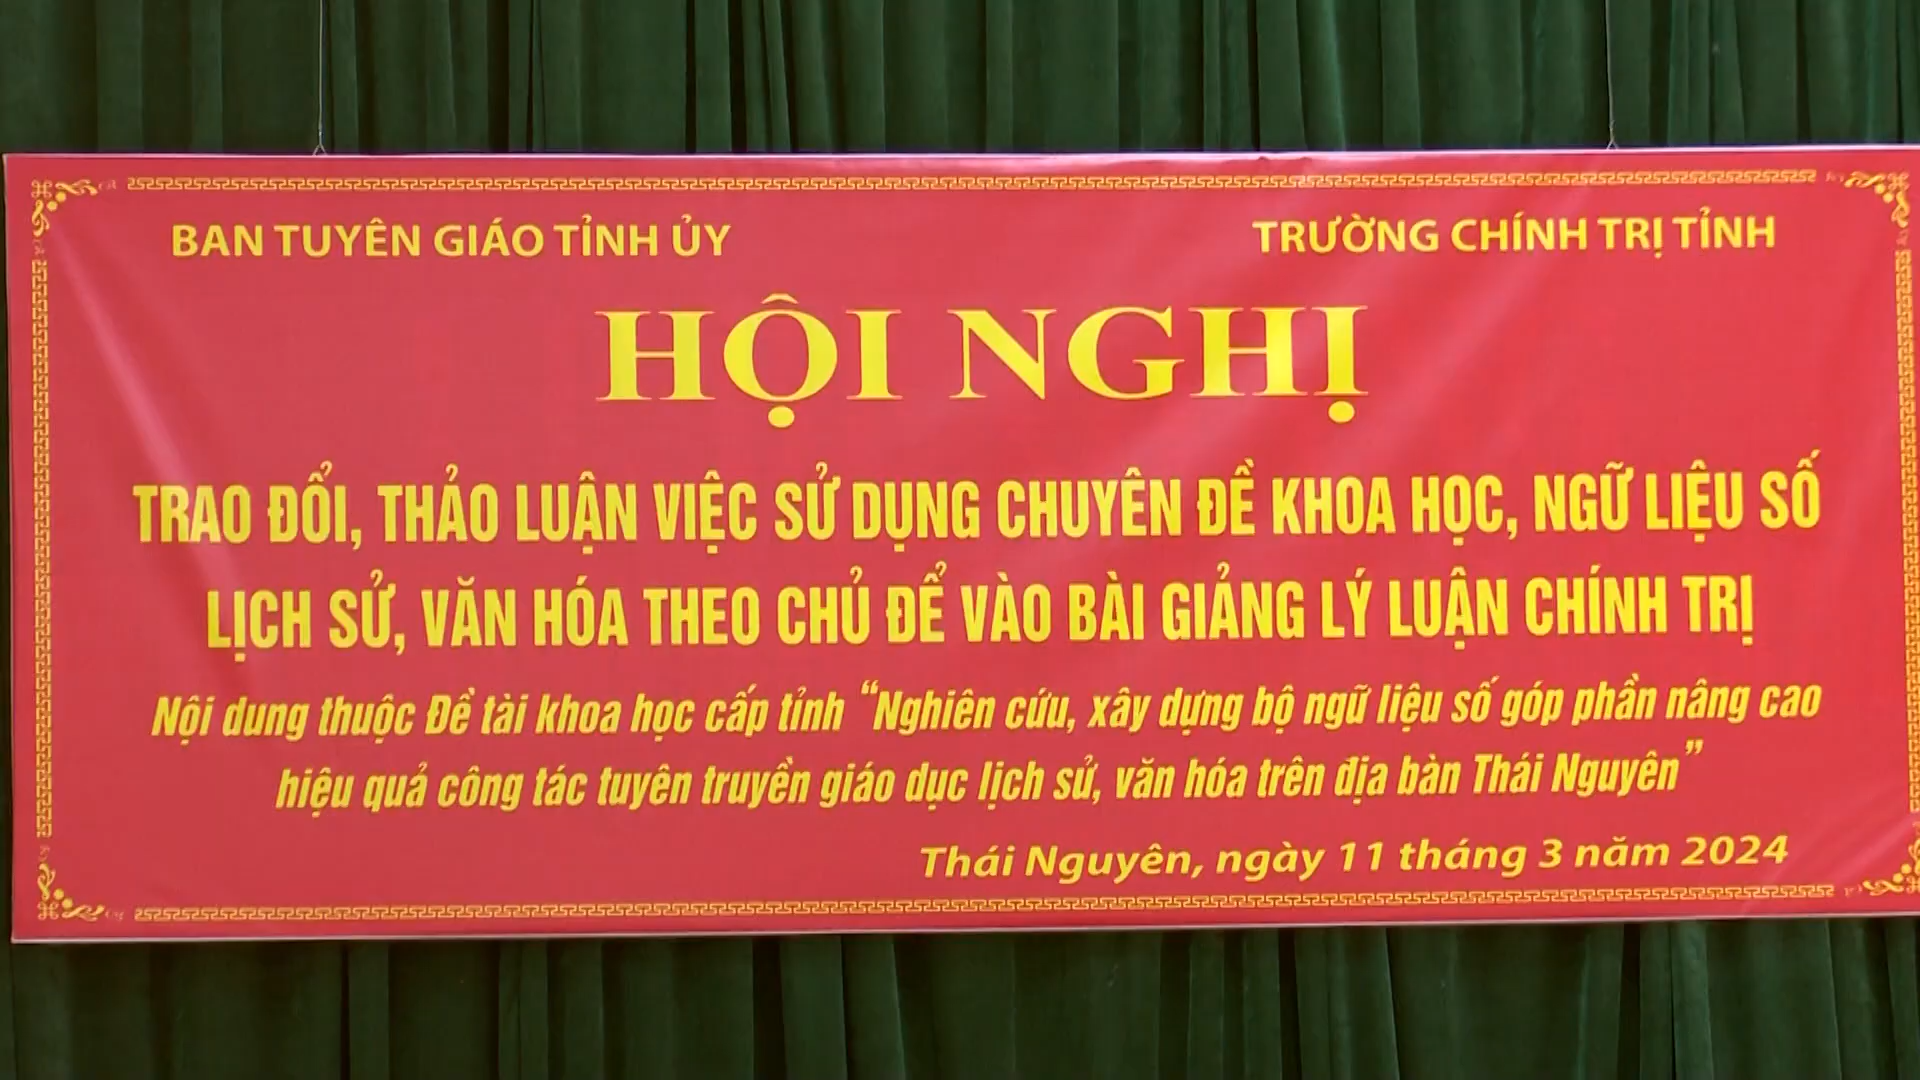 BAN TUYÊN GIÁO TỈNH ỦY
TRƯỜNG CHÍNH TRỊ TỈNH
HỘI NGHỊ
TRAO ĐỔI, THẢO LUẬN VIỆC SỬ DỤNG CHUYÊN ĐỀ KHOA HỌC, NGỮ LIỆU SỐ
LỊCH SỬ, VĂN HÓA THEO CHỦ ĐỂ VÀO BÀI GIẢNG LÝ LUẬN CHÍNH TRỊ
Nội dung thuộc Đề tài khoa học cấp tỉnh “Nghiên cứu, xây dựng bộ ngữ liệu số góp phần nâng cao
hiệu quả công tác tuyên truyền giáo dục lịch sử, văn hóa trên địa bàn Thái Nguyên”
Thái Nguyên, ngày 11 tháng 3 năm 2024